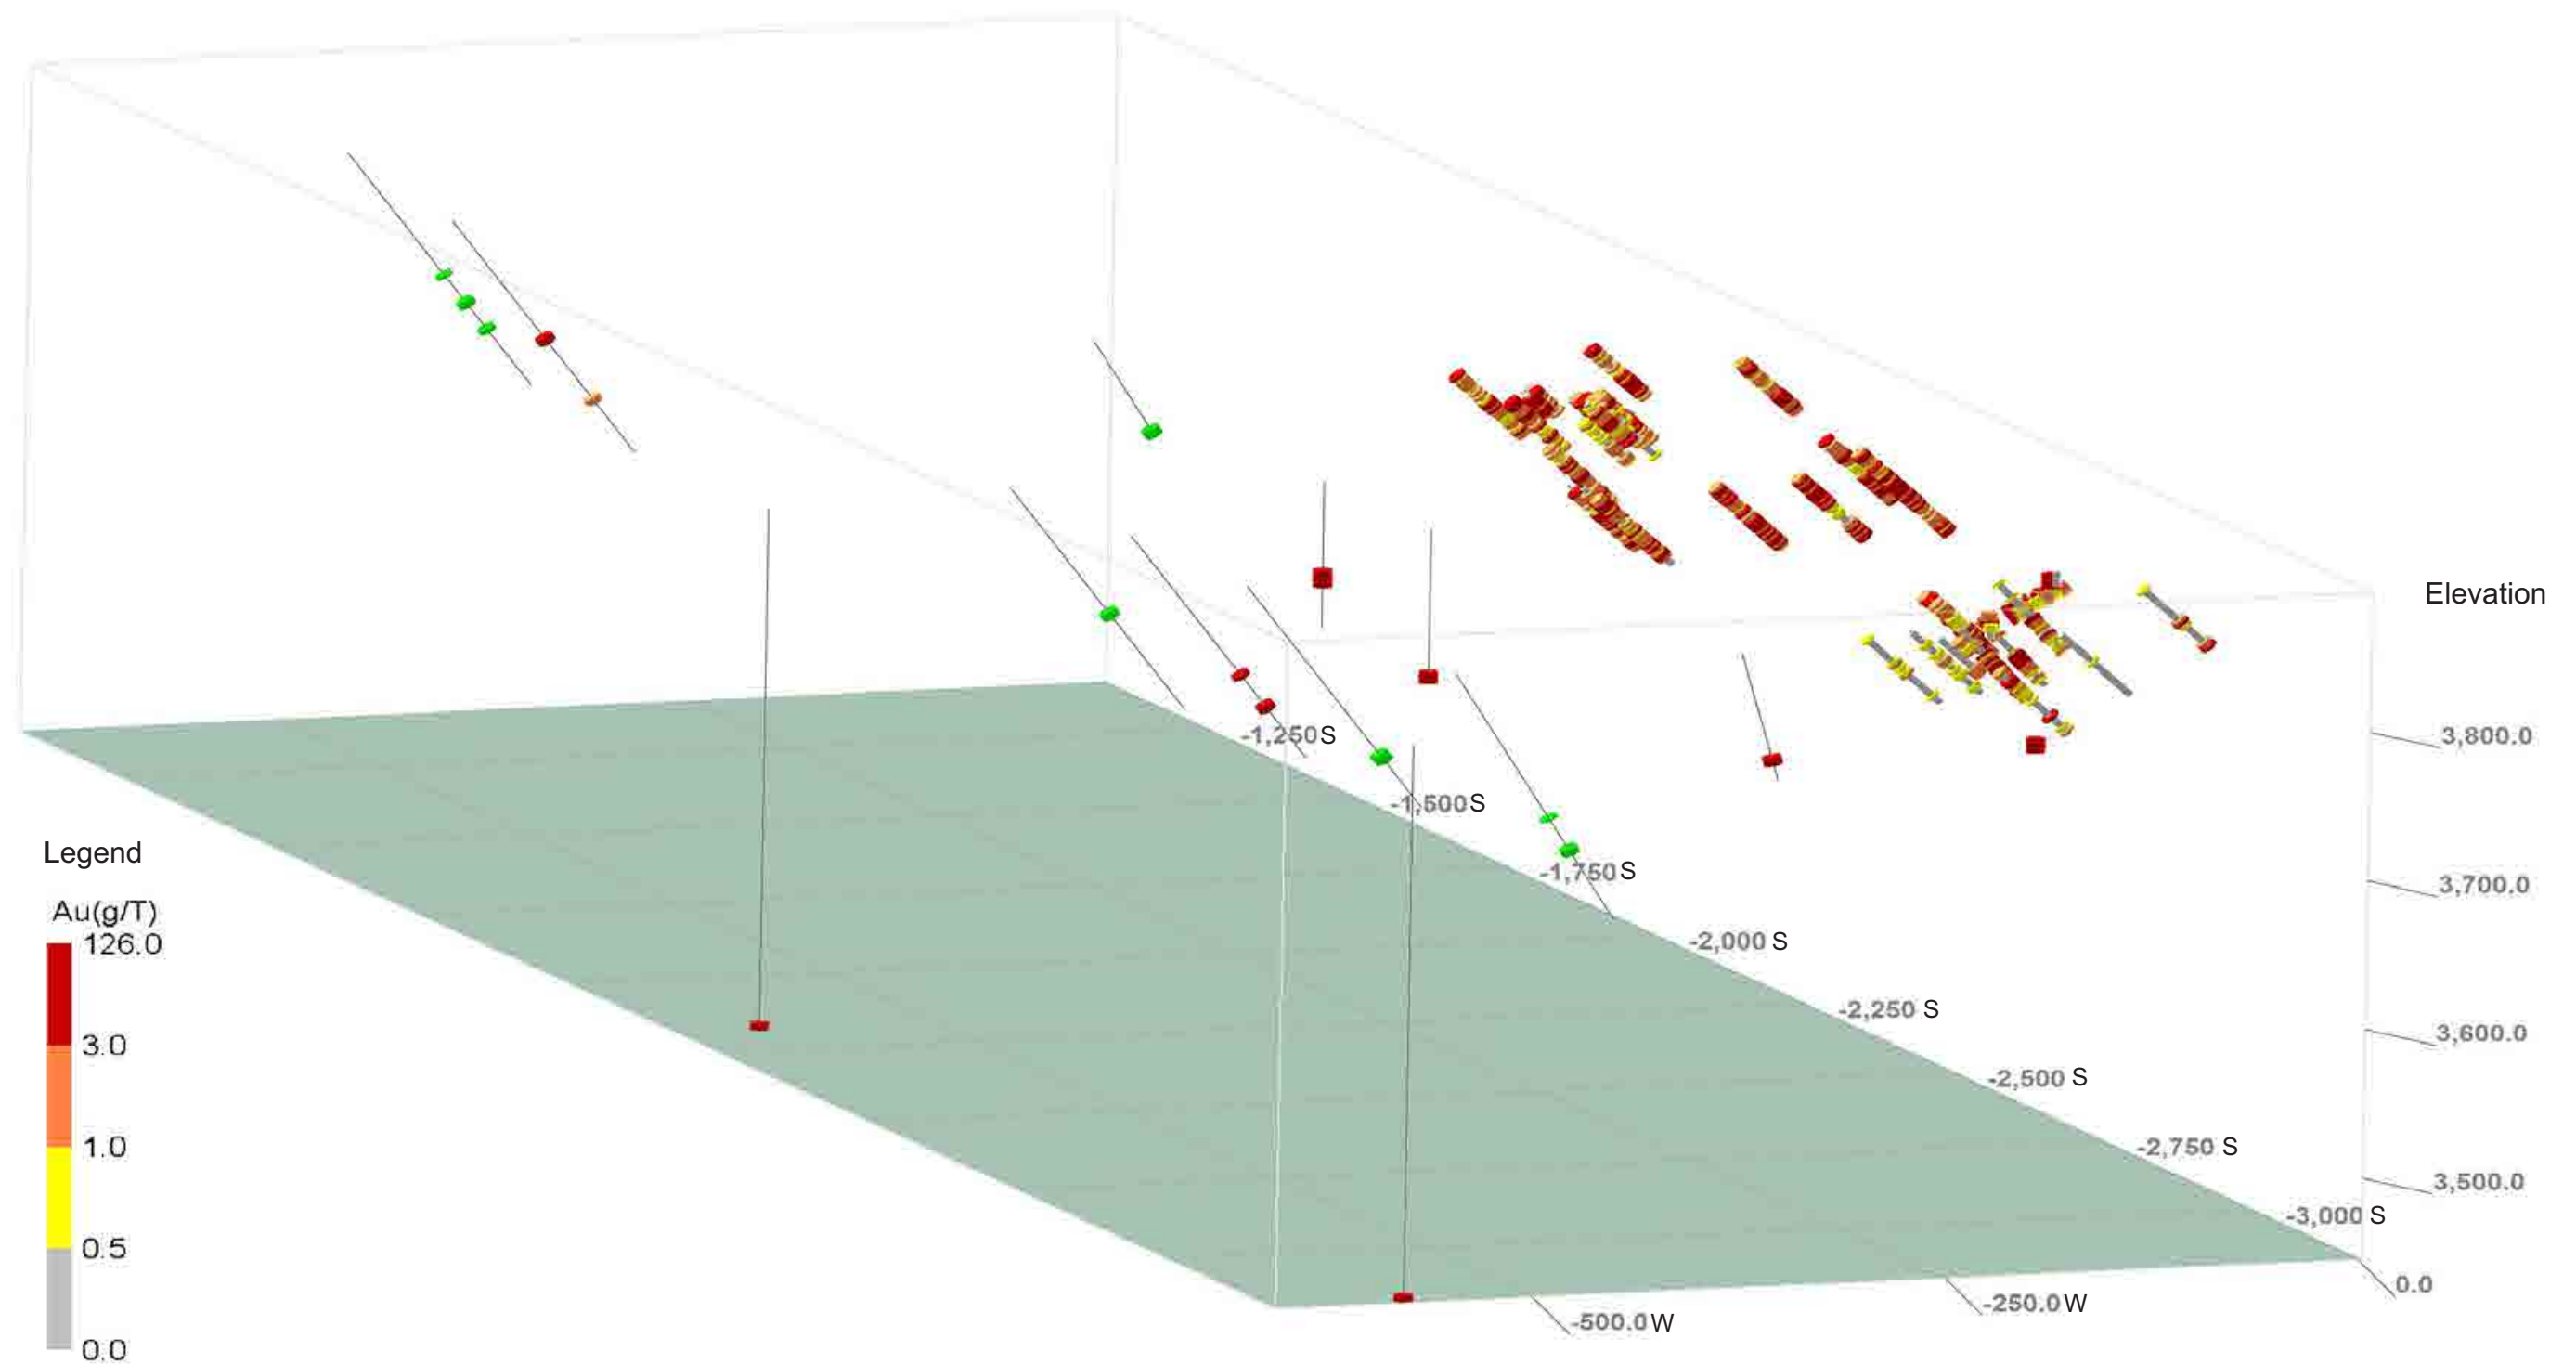 Elevation
3,800.0
-1,250 S
-1,500 S
Legend
-1,750 S
3,700.0
Au(g/T)
126.0
-2,000 S
-2,250 S
3,600.0
3.0
-2,500 S
1.0
-2,750 S
3,500.0
-3,000 S
0.5
0.0
-250.0 W
-500.0 W
0.0